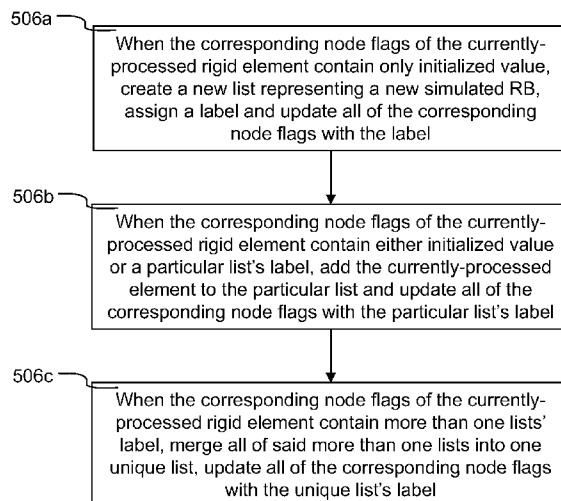 506a
When the corresponding node flags of the currently-
processed rigid element contain only initialized value,
create a new list representing a new simulated RB,
assign a label and update all of the corresponding
node flags with the label
506b
When the corresponding node flags of the currently-
processed rigid element contain either initialized value
or a particular list's label, add the currently-processed
element to the particular list and update all of the
corresponding node flags with the particular list's label
506c
When the corresponding node flags of the currently-
processed rigid element contain more than one lists'
label, merge all of said more than one lists into one
unique list, update all of the corresponding node flags
with the unique list's label